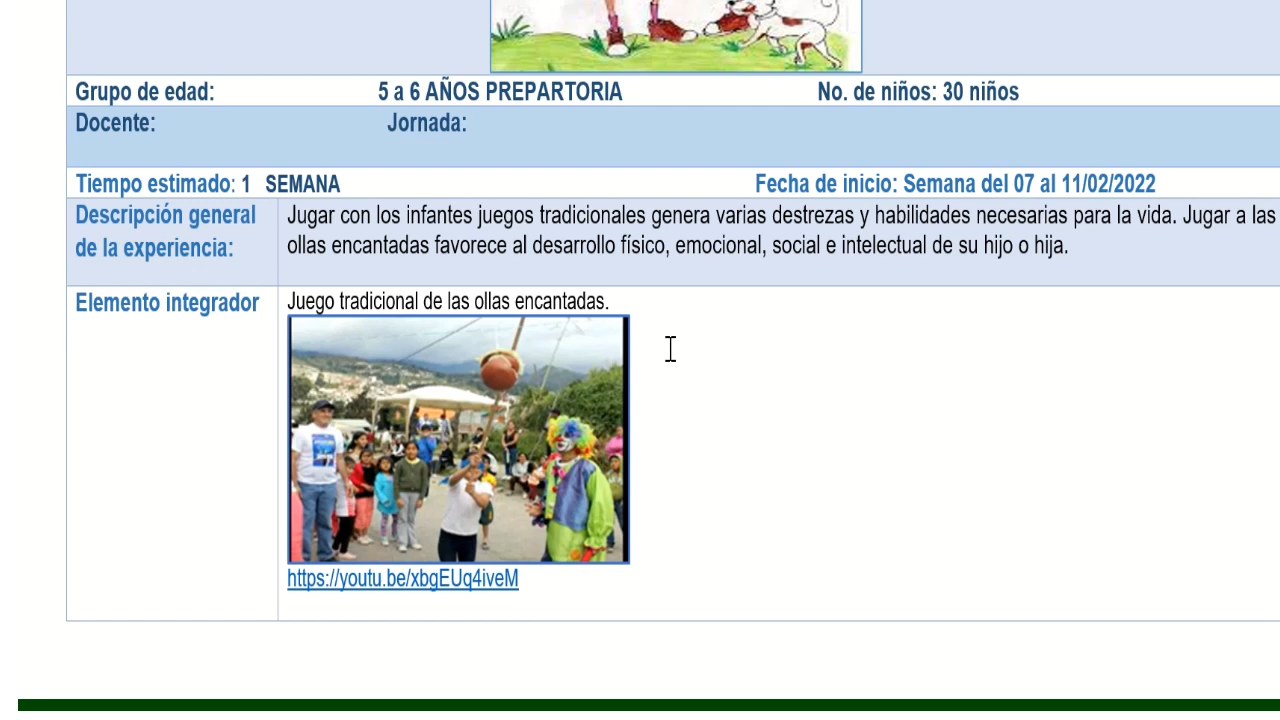 Grupo de edad: 5 a 6 AÑOS PREPARTORIA No. de niños: 30 niños
Docente: Jornada:
Tiempo estimado: 1 SEMANA Fecha de inicio: Semana del 07 al 11/02/2022
Descripción general de la experiencia:
Jugar con los infantes juegos tradicionales genera varias destrezas y habilidades necesarias para la vida. Jugar a las
ollas encantadas favorece al desarrollo físico, emocional, social e intelectual de su hijo o hija.
Elemento integrador
Juego tradicional de las ollas encantadas.
https://youtu.be/xbgEUq4iveM